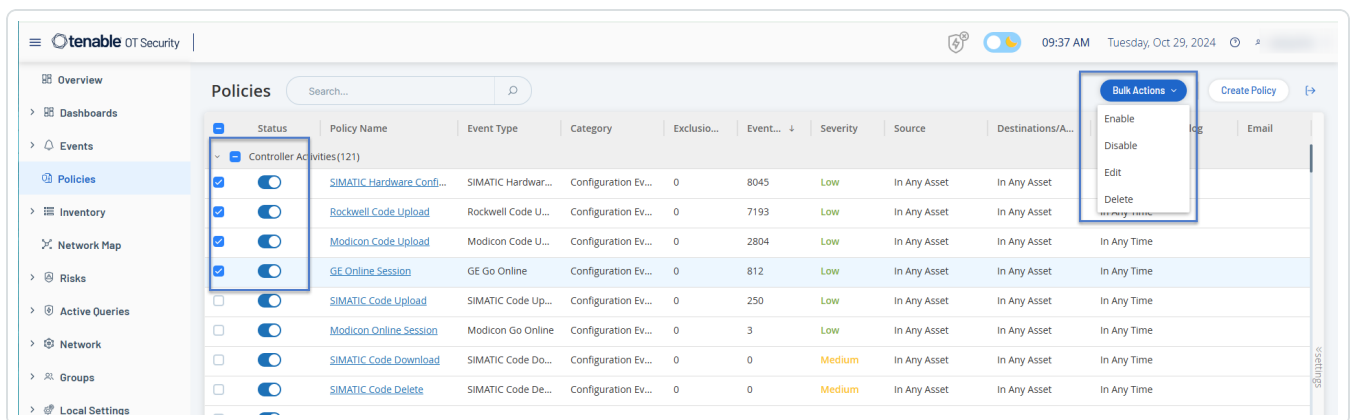 tenable OT Security
09:37 AM Tuesday, Oct 29, 2024
Overview
Dashboards
Events
Policies
Inventory
Network Map
Risks
Active Queries
Network
Groups
Local Settings
Policies Search... Bulk Actions Create Policy
Enable
Disable
Edit
Delete
Status Policy Name Event Type Category Exclusio... Event... Severity Source Destinations/A... Email
Controller Activities (121)
SIMATIC Hardware Confi... SIMATIC Hardwar... Configuration Ev... 0 8045 Low In Any Asset In Any Asset
Rockwell Code Upload Rockwell Code U... Configuration Ev... 0 7193 Low In Any Asset In Any Asset In Any Time
Modicon Code Upload Modicon Code U... Configuration Ev... 0 2804 Low In Any Asset In Any Asset In Any Time
GE Online Session GE Go Online Configuration Ev... 0 812 Low In Any Asset In Any Asset In Any Time
SIMATIC Code Upload SIMATIC Code Up... Configuration Ev... 0 250 Low In Any Asset In Any Asset In Any Time
Modicon Online Session Modicon Go Online Configuration Ev... 0 3 Low In Any Asset In Any Asset In Any Time
SIMATIC Code Download SIMATIC Code Do... Configuration Ev... 0 0 Medium In Any Asset In Any Asset In Any Time
SIMATIC Code Delete SIMATIC Code De... Configuration Ev... 0 0 Medium In Any Asset In Any Asset In Any Time
settings